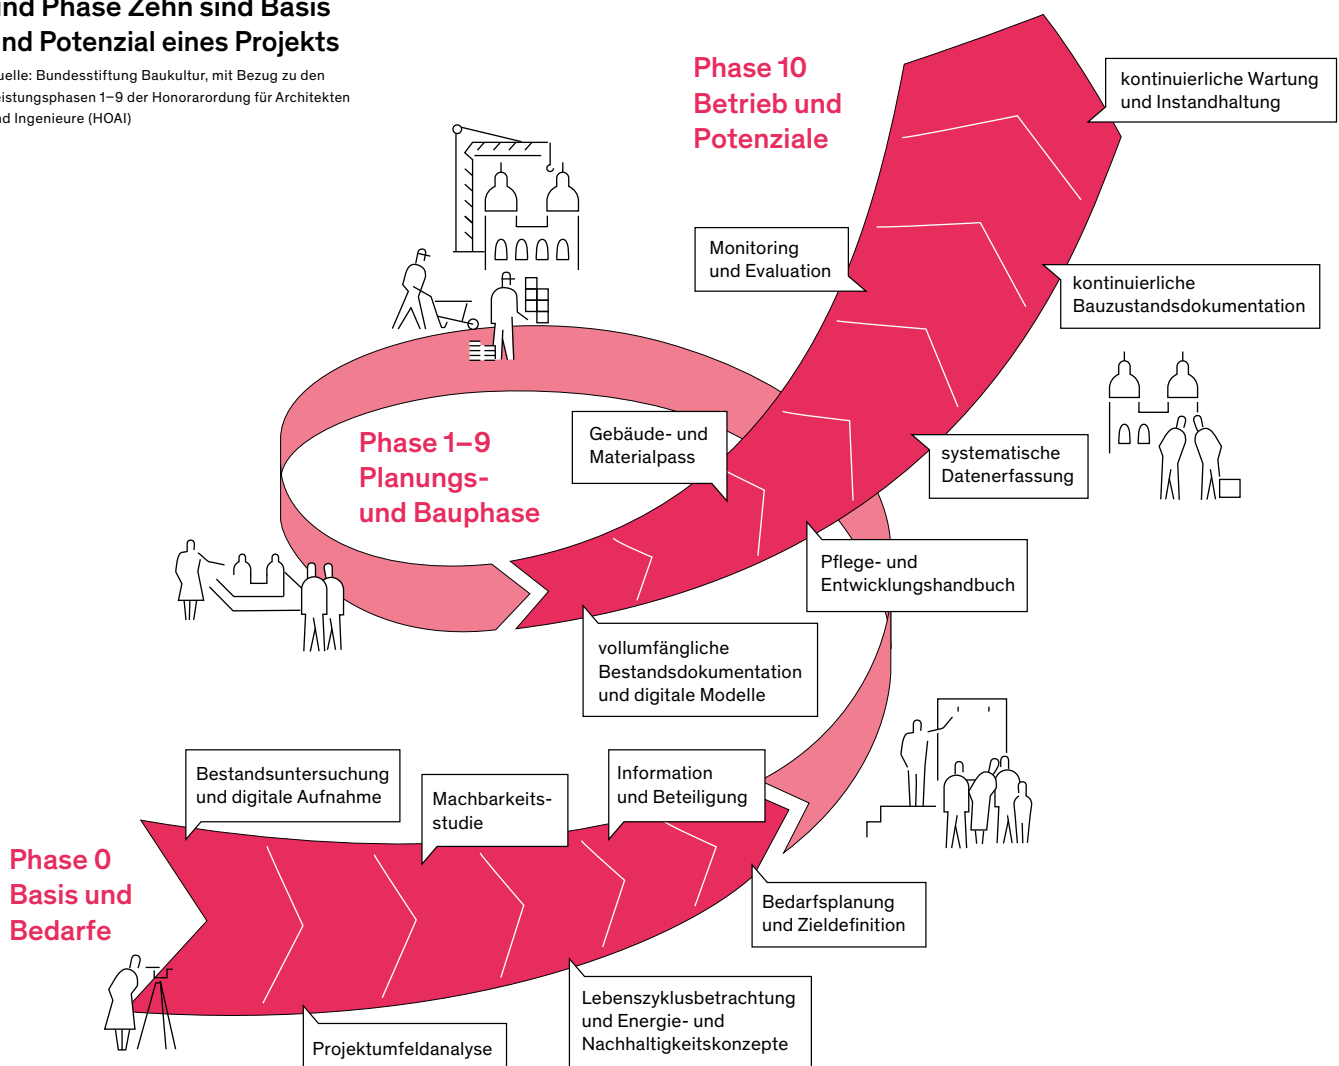 und Phase Zehn sind Basis
und Potenzial eines Projekts
Quelle: Bundesstiftung Baukultur, mit Bezug zu den
Leistungsphasen 1–9 der Honorarordung für Architekten
und Ingenieure (HOAI)
Phase 10
Betrieb und
Potenziale
kontinuierliche Wartung
und Instandhaltung
Monitoring
und Evaluation
kontinuierliche
Bauzustandsdokumentation
Phase 1–9
Planungs-
und Bauphase
Gebäude- und
Materialpass
systematische
Datenerfassung
Pflege- und
Entwicklungshandbuch
vollumfängliche
Bestandsdokumentation
und digitale Modelle
Bestandsuntersuchung
und digitale Aufnahme
Machbarkeits-
studie
Information
und Beteiligung
Phase 0
Basis und
Bedarfe
Bedarfsplanung
und Zieldefinition
Lebenszyklusbetrachtung
und Energie- und
Nachhaltigkeitskonzepte
Projektumfeldanalyse